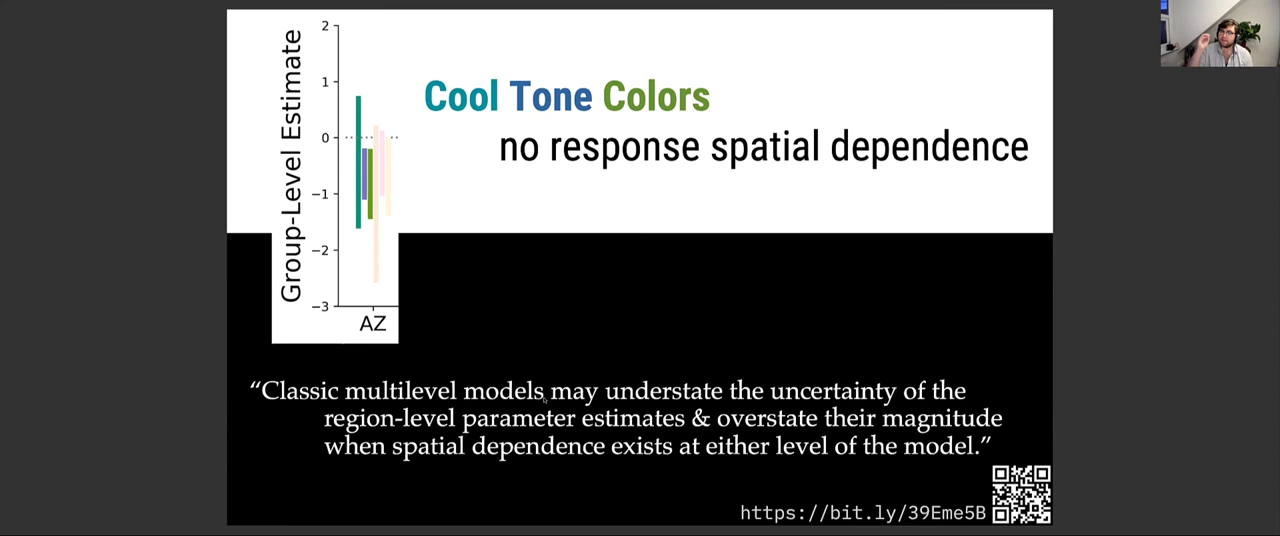 Group-Level Estimate
2
1
0
−1
−2
−3
AZ
Cool Tone Colors
no response spatial dependence
“Classic multilevel models may understate the uncertainty of the
region-level parameter estimates & overstate their magnitude
when spatial dependence exists at either level of the model.”
https://bit.ly/39Eme5B